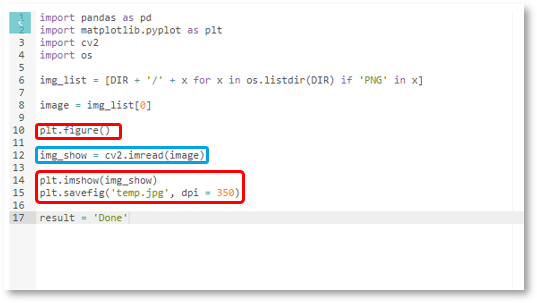 1 import pandas as pd
2 import matplotlib.pyplot as plt
3 import cv2
4 import os
5
6 img_list = [DIR + '/' + x for x in os.listdir(DIR) if 'PNG' in x]
7
8 image = img_list[0]
9
10 plt.figure()
11
12 img_show = cv2.imread(image)
13
14 plt.imshow(img_show)
15 plt.savefig('temp.jpg', dpi = 350)
16
17 result = 'Done'